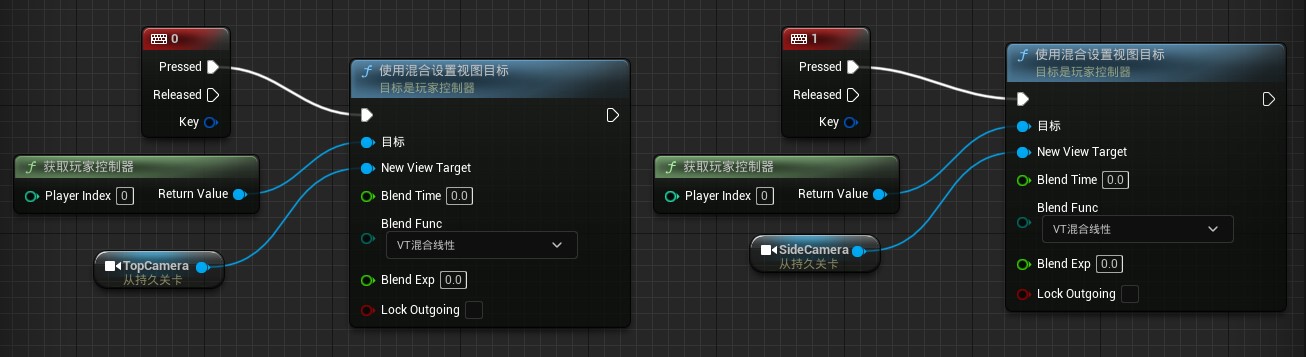 0
Pressed
Released
Key
获取玩家控制器
Player Index 0
Return Value
TopCamera
从持久关卡
使用混合设置视图目标
目标是玩家控制器
目标
New View Target
Blend Time 0.0
Blend Func
VT混合线性
Blend Exp 0.0
Lock Outgoing
1
Pressed
Released
Key
获取玩家控制器
Player Index 0
Return Value
SideCamera
从持久关卡
使用混合设置视图目标
目标是玩家控制器
目标
New View Target
Blend Time 0.0
Blend Func
VT混合线性
Blend Exp 0.0
Lock Outgoing